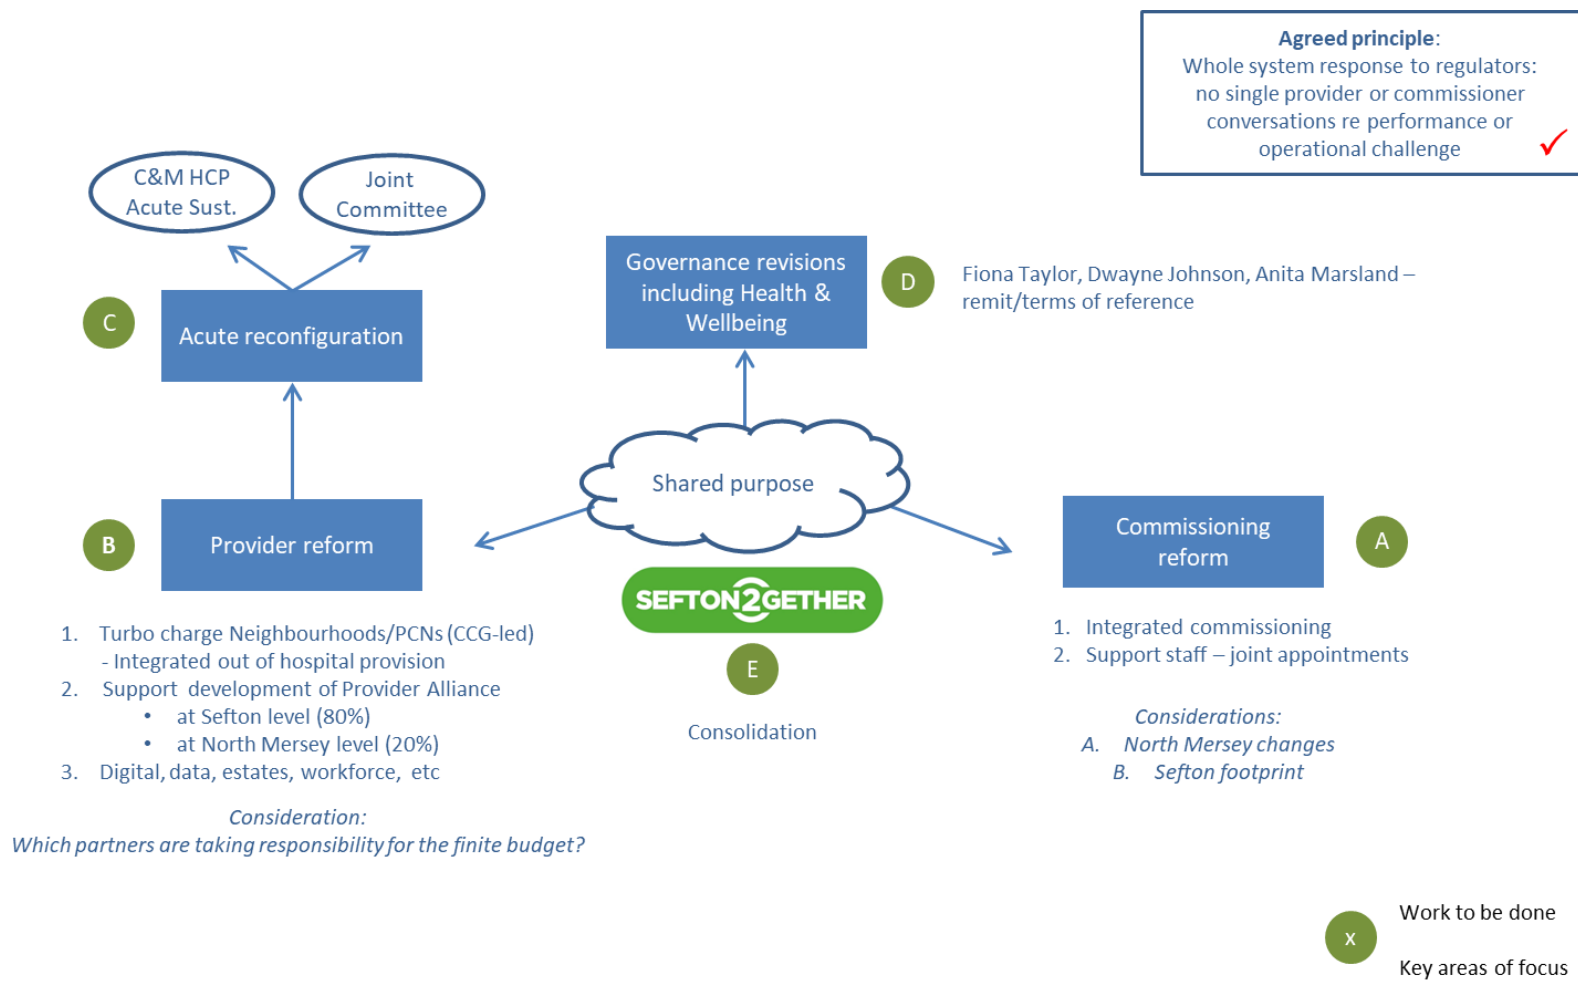 Agreed principle:
Whole system response to regulators:
no single provider or commissioner
conversations re performance or
operational challenge
C&M HCP
Acute Sust.
Joint
Committee
Governance revisions
including Health &
Wellbeing
D
Fiona Taylor, Dwayne Johnson, Anita Marsland –
remit/terms of reference
C
Acute reconfiguration
Shared purpose
B
Provider reform
Commissioning
reform
A
SEFTON2GETHER
E
Consolidation
1. Turbo charge Neighbourhoods/PCNs (CCG-led)
- Integrated out of hospital provision
2. Support development of Provider Alliance
• at Sefton level (80%)
• at North Mersey level (20%)
3. Digital, data, estates, workforce, etc
Consideration:
Which partners are taking responsibility for the finite budget?
1. Integrated commissioning
2. Support staff – joint appointments
Considerations:
A. North Mersey changes
B. Sefton footprint
x
Work to be done
Key areas of focus